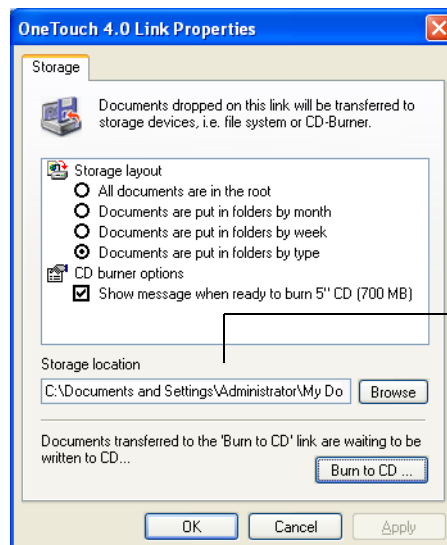 OneTouch 4.0 Link Properties
Storage
Documents dropped on this link will be transferred to
storage devices, i.e. file system or CD-Burner.
Storage layout
All documents are in the root
Documents are put in folders by month
Documents are put in folders by week
Documents are put in folders by type
CD burner options
Show message when ready to burn 5" CD (700 MB)
Storage location
C:\Documents and Settings\Administrator\My Do
Browse
Documents transferred to the 'Burn to CD' link are waiting to be
written to CD...
Burn to CD ...
OK
Cancel
Apply